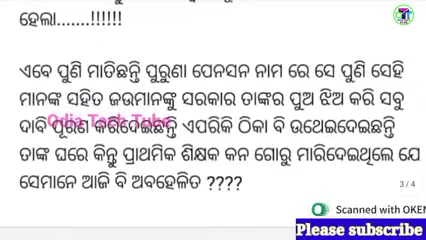 ହେଲା.......!!!!!!
ଏବେ ପୁଣି ମାତିଛନ୍ତି ପୁରୁଣା ପେନସନ ନାମ ରେ ସେ ପୁଣି ସେହି
ମାନଙ୍କ ସହିତ ଜଉମାନଙ୍କୁ ସରକାର ତାଙ୍କର ପୁଅ ଝିଅ କରି ସବୁ
ଦାବି ପୂରଣ କରିଦେଇଛନ୍ତି ଏପରିକି ଠିକା ବି ଉଥେଇଦେଇଛନ୍ତି
Odia Tech Tube
ତାଙ୍କ ଘରେ କିନ୍ତୁ ପ୍ରାଥମିକ ଶିକ୍ଷକ କନ ଗୋରୁ ମାରିଦେଇଥିଲେ ଯେ
ସେମାନେ ଆଜି ବି ଅବହେଳିତ ????
3 / 4
Scanned with OKEN
Please subscribe